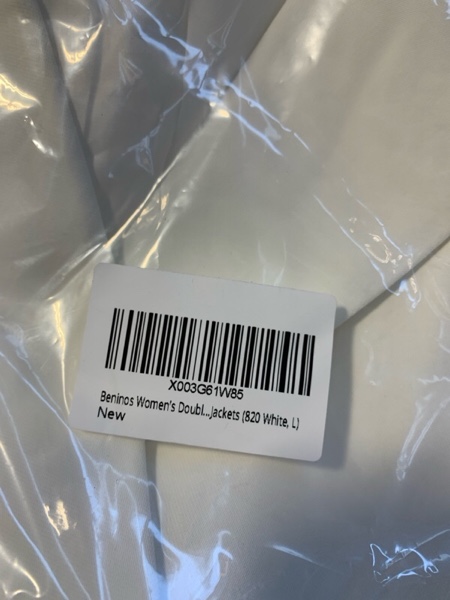 X003G61W85
Beninos Women's Doubl...Jackets (820 White, L)
New